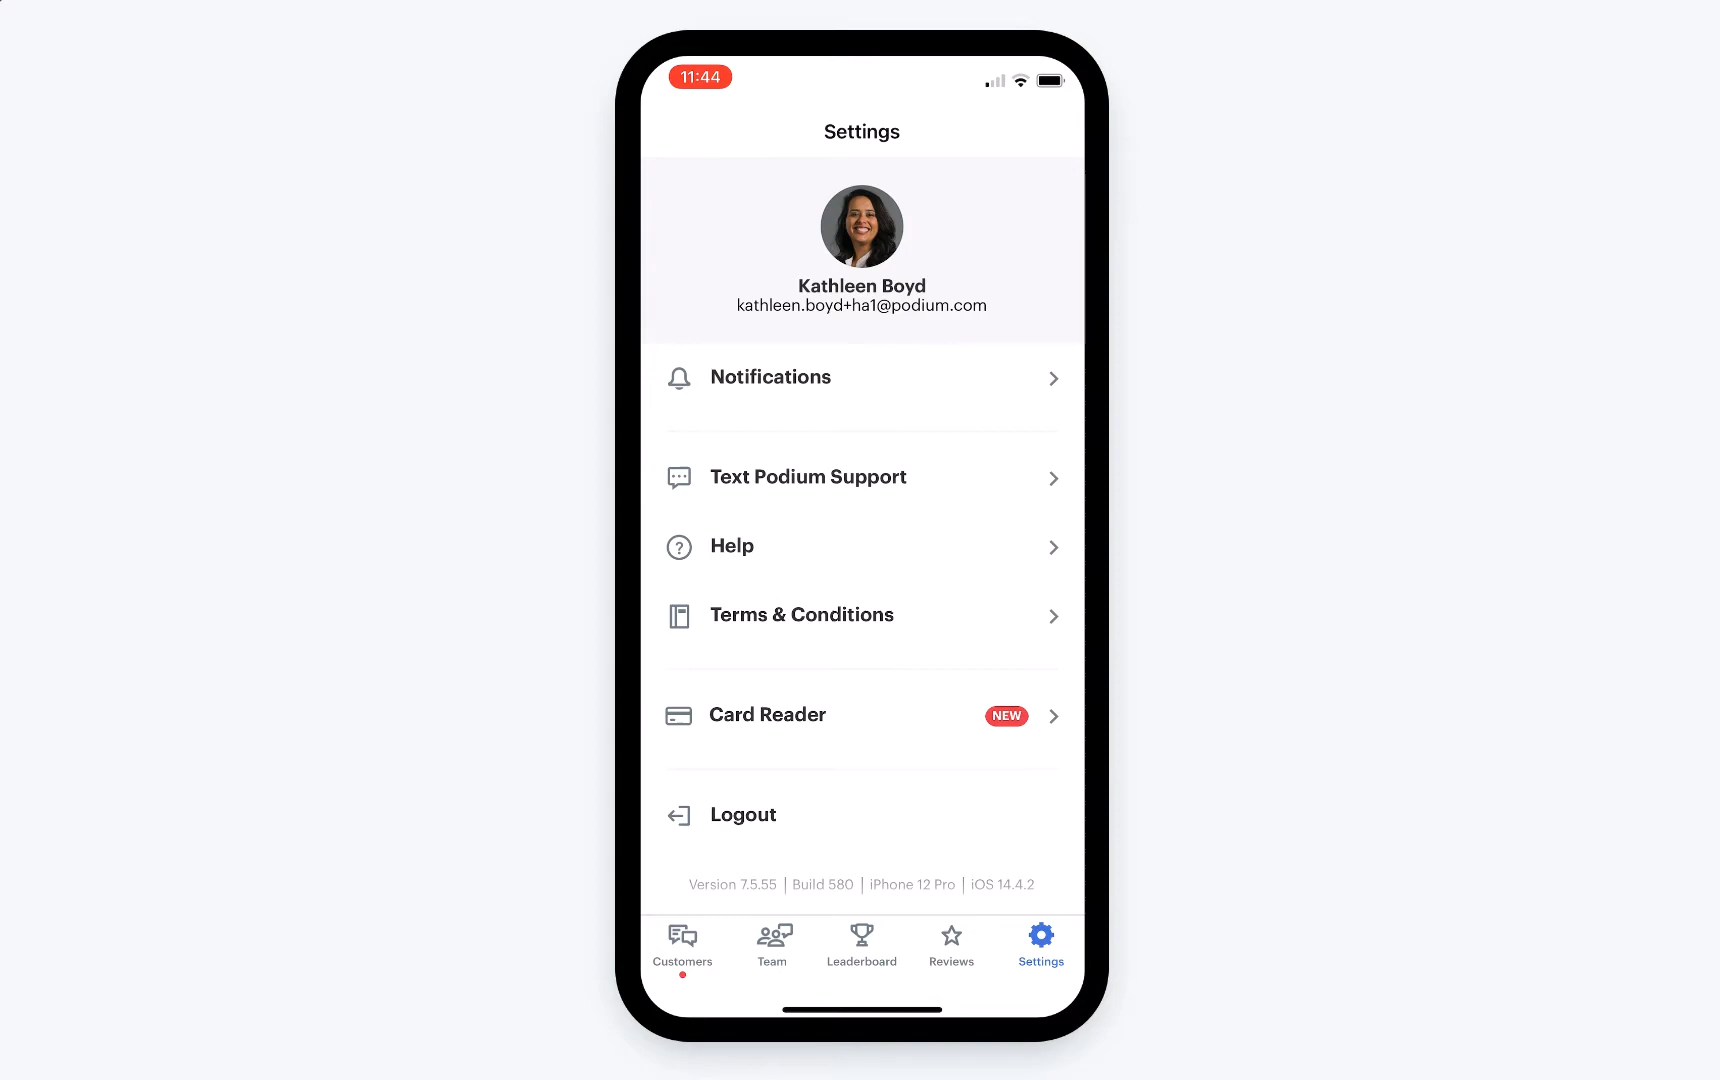 11:44
Settings
Kathleen Boyd
kathleen.boyd+ha1@podium.com
Notifications
Text Podium Support
Help
Terms & Conditions
Card Reader NEW
Logout
Version 7.5.55 | Build 580 | iPhone 12 Pro | iOS 14.4.2
Customers Team Leaderboard Reviews Settings